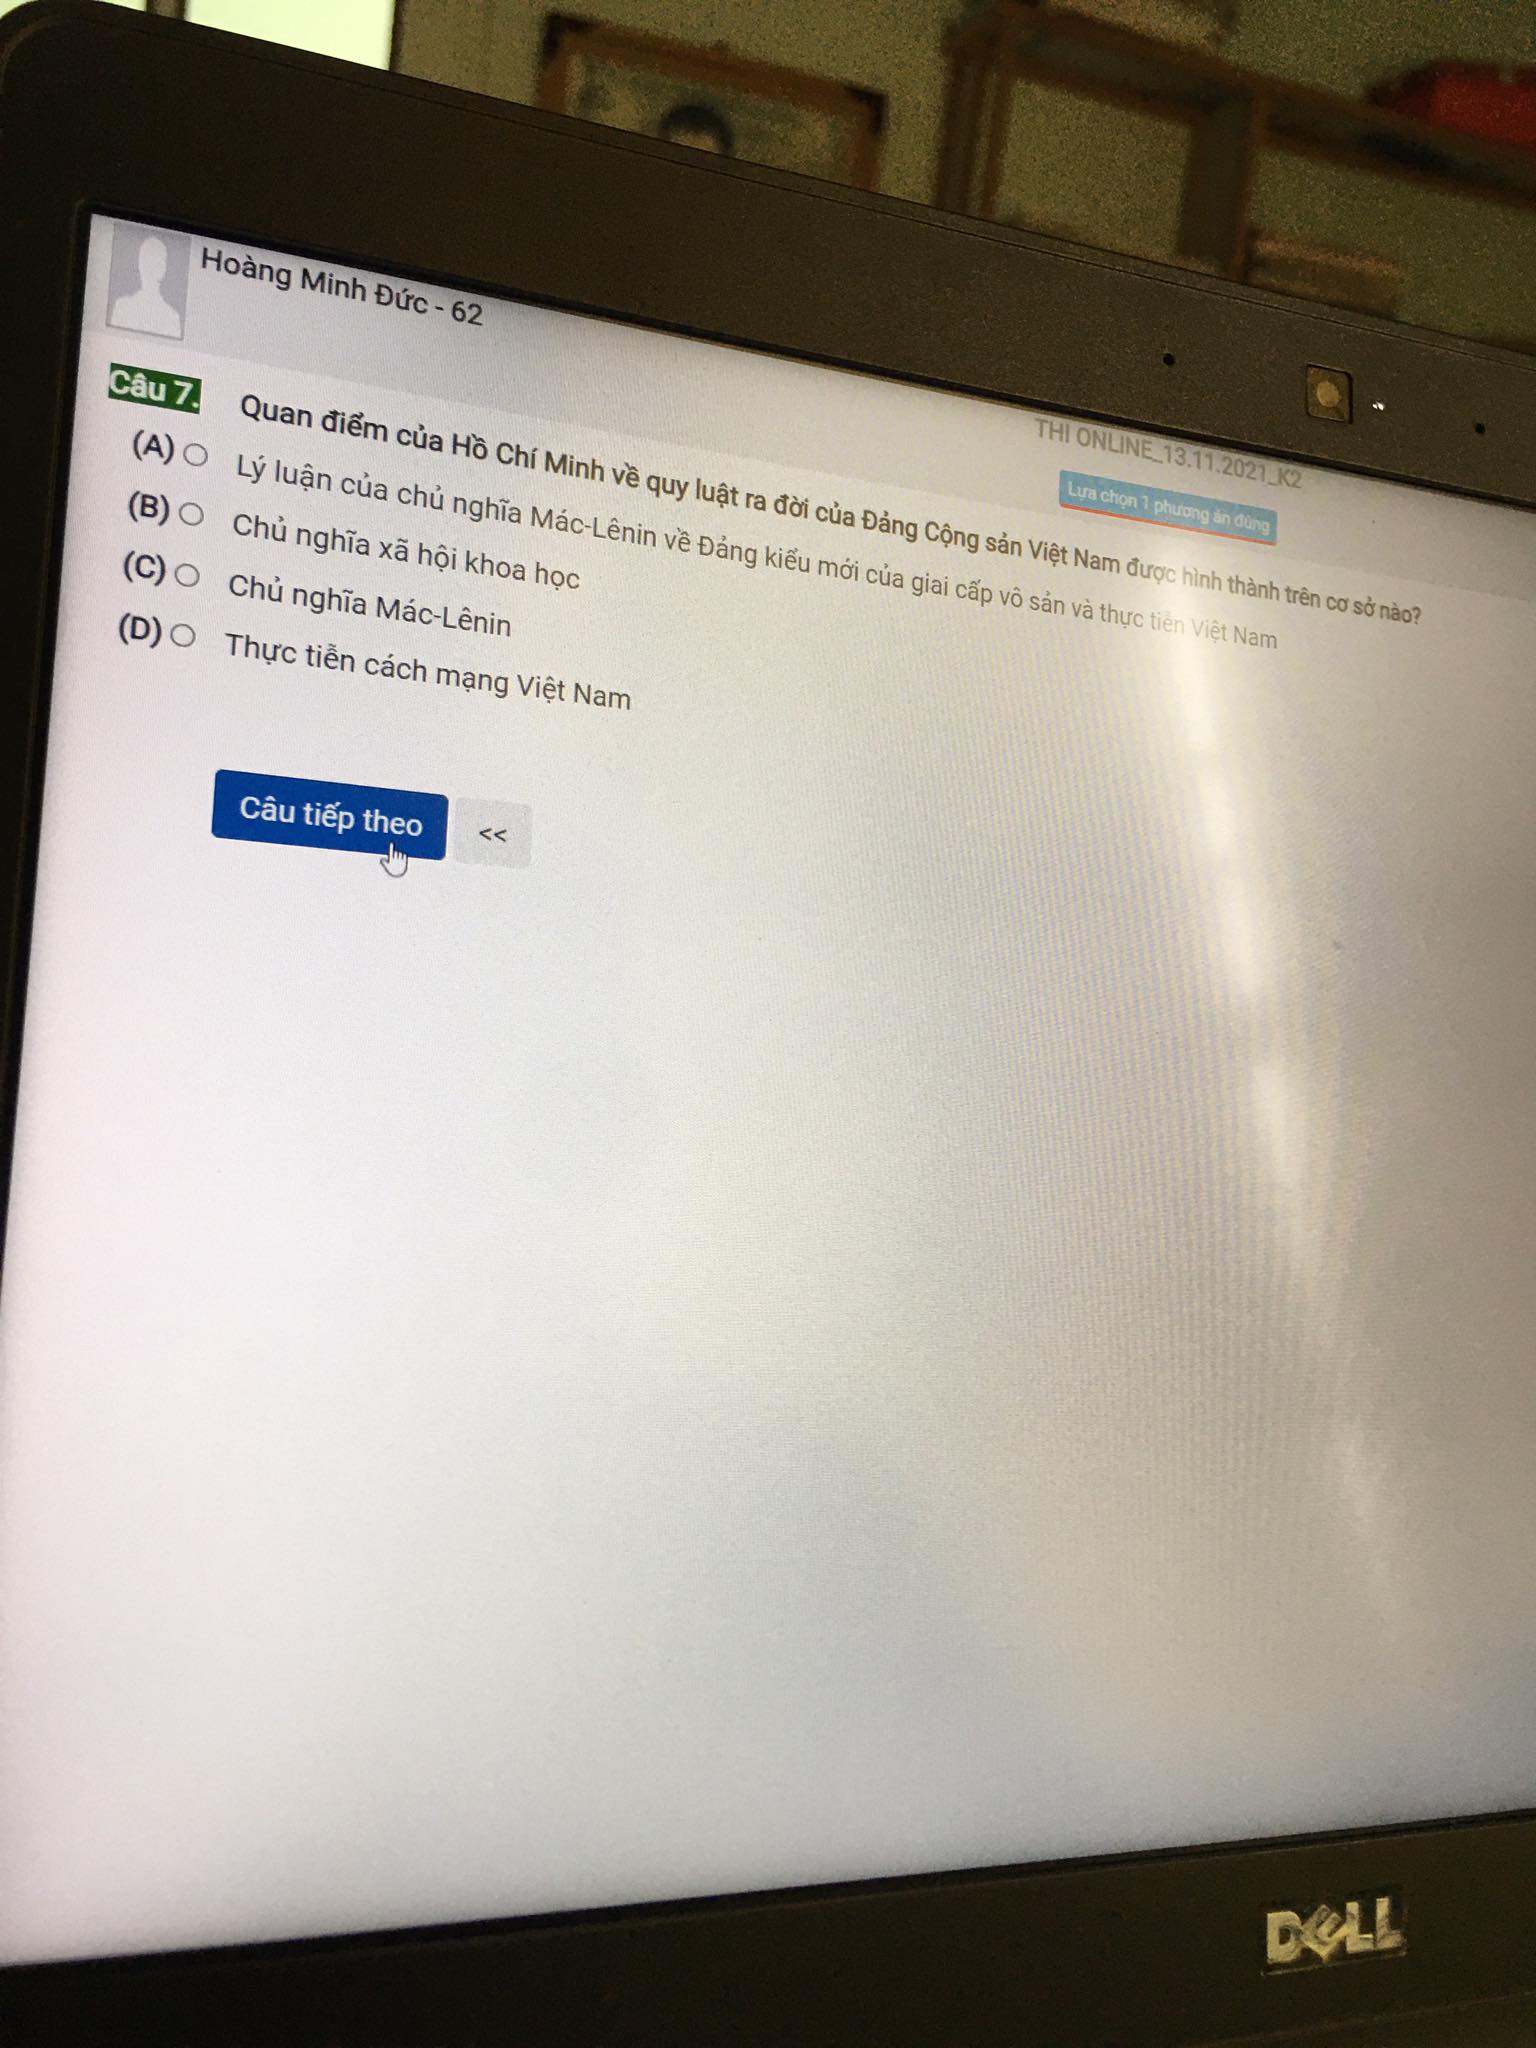 Hoàng Minh Đức - 62
THI ONLINE_13.11.2021_K2
Lựa chọn 1 phương án đúng
Câu 7. Quan điểm của Hồ Chí Minh về quy luật ra đời của Đảng Cộng sản Việt Nam được hình thành trên cơ sở nào?
(A) Lý luận của chủ nghĩa Mác-Lênin về Đảng kiểu mới của giai cấp vô sản và thực tiễn Việt Nam
(B) Chủ nghĩa xã hội khoa học
(C) Chủ nghĩa Mác-Lênin
(D) Thực tiễn cách mạng Việt Nam
Câu tiếp theo <<
DELL